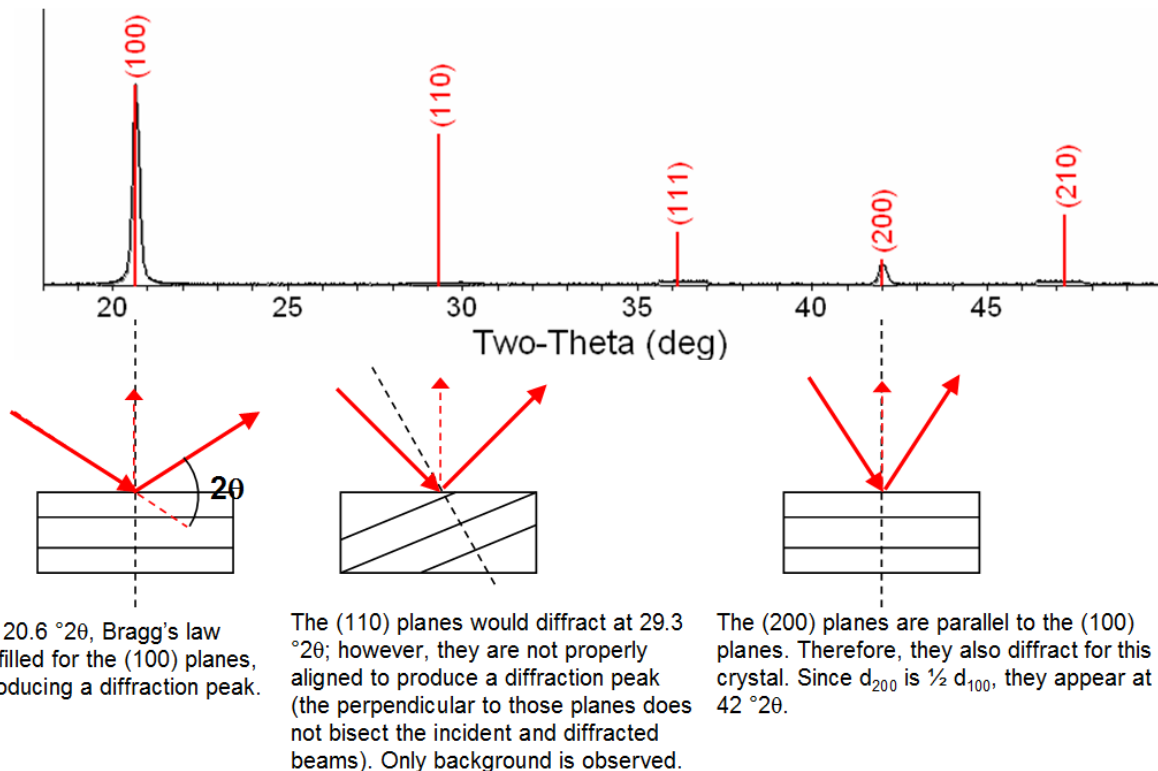 (100)
(110)
(111)
(200)
(210)
20 25 30 35 40 45
Two-Theta (deg)
2θ
20.6 °2θ, Bragg's law
filled for the (100) planes,
oducing a diffraction peak.
The (110) planes would diffract at 29.3
°2θ; however, they are not properly
aligned to produce a diffraction peak
(the perpendicular to those planes does
not bisect the incident and diffracted
beams). Only background is observed.
The (200) planes are parallel to the (100)
planes. Therefore, they also diffract for this
crystal. Since d₂₀₀ is ½ d₁₀₀, they appear at
42 °2θ.